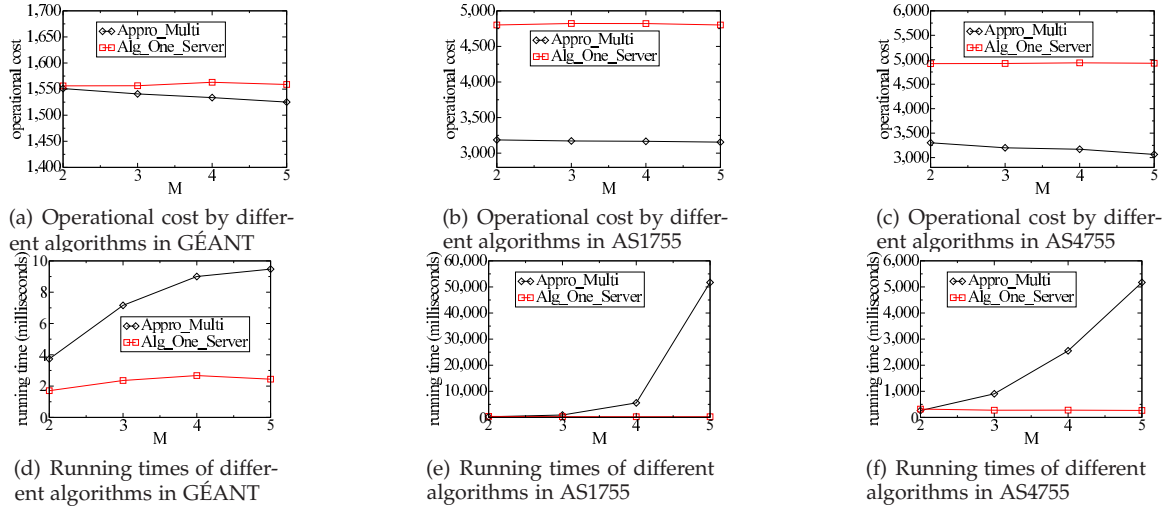 1,700
1,650
1,600
1,550
1,500
1,450
1,400
operational cost
Appro_Multi
Alg_One_Server
2 3 4 5
M
(a) Operational cost by differ-
ent algorithms in GÉANT
5,000
4,500
4,000
3,500
3,000
operational cost
Appro_Multi
Alg_One_Server
2 3 4 5
M
(b) Operational cost by differ-
ent algorithms in AS1755
6,000
5,500
5,000
4,500
4,000
3,500
3,000
operational cost
Appro_Multi
Alg_One_Server
2 3 4 5
M
(c) Operational cost by differ-
ent algorithms in AS4755
10
8
6
4
2
0
running time (milliseconds)
Appro_Multi
Alg_One_Server
2 3 4 5
M
(d) Running times of differ-
ent algorithms in GÉANT
60,000
50,000
40,000
30,000
20,000
10,000
0
running time (milliseconds)
Appro_Multi
Alg_One_Server
2 3 4 5
M
(e) Running times of different
algorithms in AS1755
6,000
5,000
4,000
3,000
2,000
1,000
0
running time (milliseconds)
Appro_Multi
Alg_One_Server
2 3 4 5
M
(f) Running times of different
algorithms in AS4755